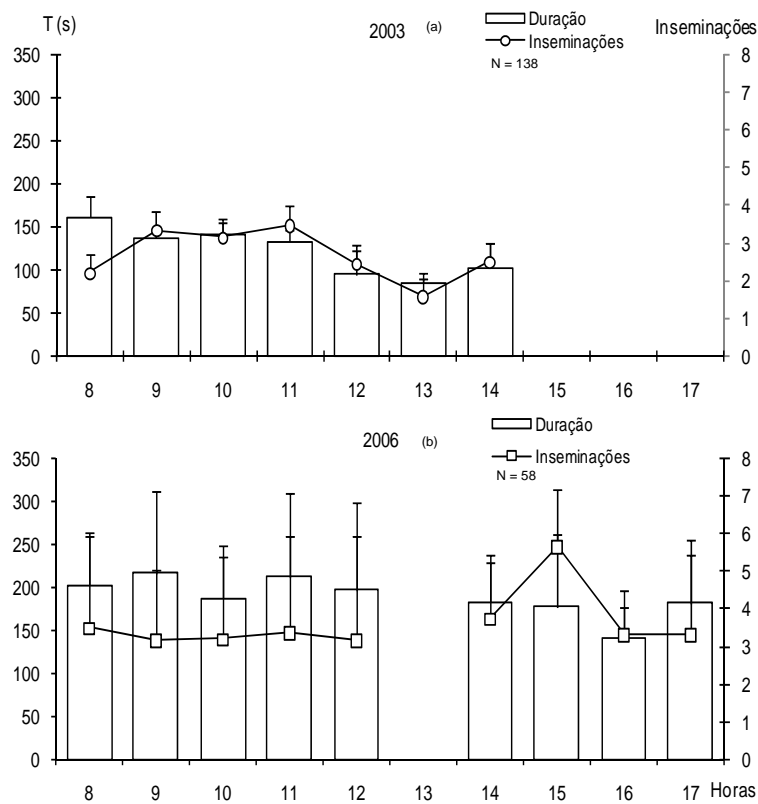 T (s)
2003 (a)
Duração
Inseminações
N = 138
Inseminações
350
300
250
200
150
100
50
0
8
7
6
5
4
3
2
1
0
8 9 10 11 12 13 14 15 16 17
2006 (b)
Duração
Inseminações
N = 58
350
300
250
200
150
100
50
0
8
7
6
5
4
3
2
1
0
8 9 10 11 12 13 14 15 16 17 Horas